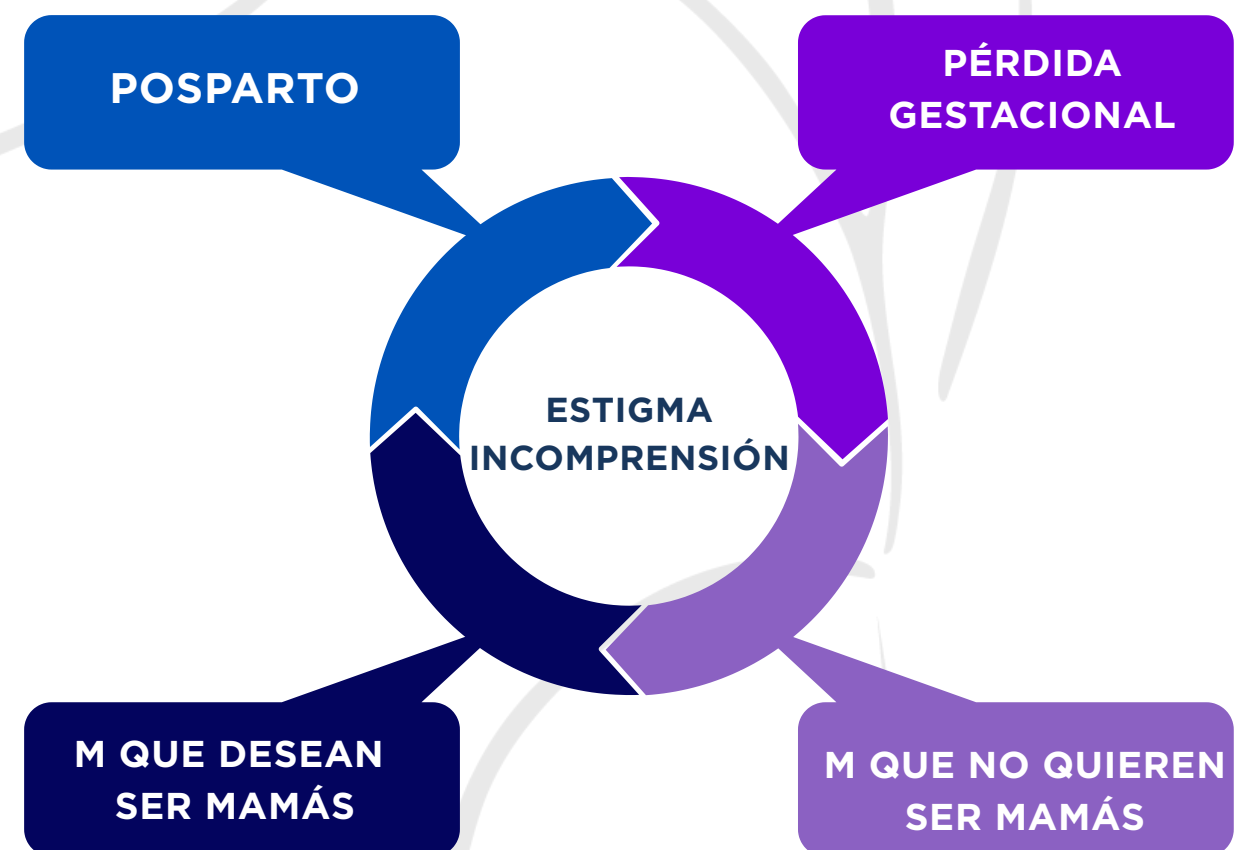 POSPARTO
PÉRDIDA
GESTACIONAL
ESTIGMA
INCOMPRENSIÓN
M QUE DESEAN
SER MAMÁS
M QUE NO QUIEREN
SER MAMÁS